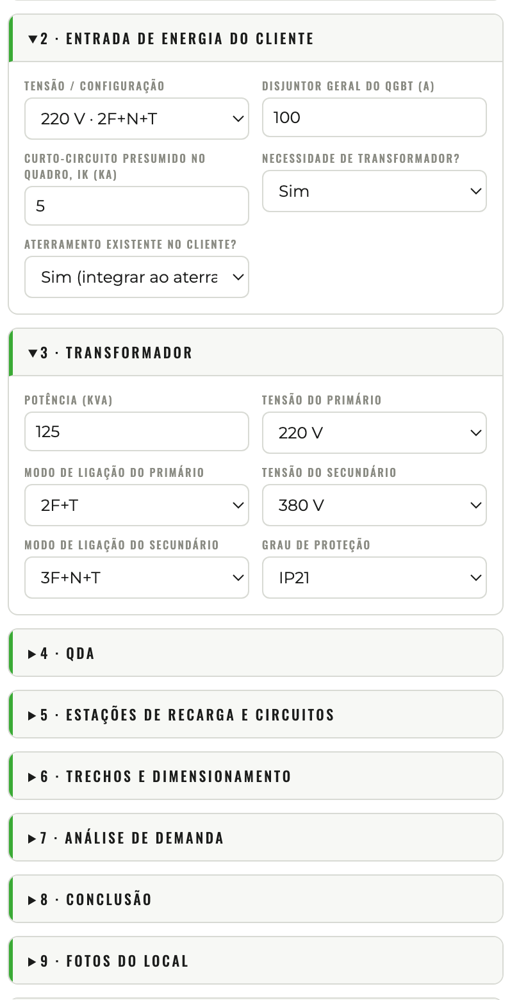 ▼2 · ENTRADA DE ENERGIA DO CLIENTE
TENSÃO / CONFIGURAÇÃO
220 V · 2F+N+T
DISJUNTOR GERAL DO QGBT (A)
100
CURTO-CIRCUITO PRESUMIDO NO
QUADRO, IK (KA)
5
NECESSIDADE DE TRANSFORMADOR?
Sim
ATERRAMENTO EXISTENTE NO CLIENTE?
Sim (integrar ao aterra
▼3 · TRANSFORMADOR
POTÊNCIA (KVA)
125
TENSÃO DO PRIMÁRIO
220 V
MODO DE LIGAÇÃO DO PRIMÁRIO
2F+T
TENSÃO DO SECUNDÁRIO
380 V
MODO DE LIGAÇÃO DO SECUNDÁRIO
3F+N+T
GRAU DE PROTEÇÃO
IP21
▶4 · QDA
▶5 · ESTAÇÕES DE RECARGA E CIRCUITOS
▶6 · TRECHOS E DIMENSIONAMENTO
▶7 · ANÁLISE DE DEMANDA
▶8 · CONCLUSÃO
▶9 · FOTOS DO LOCAL